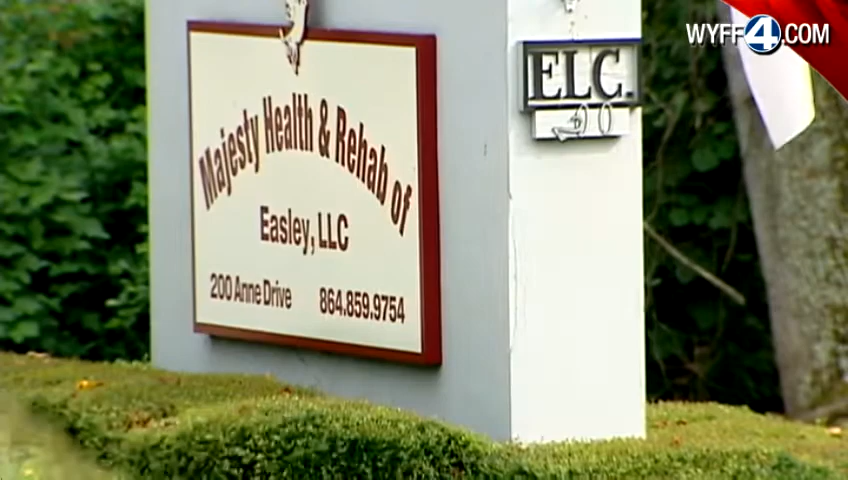 WYFF4.COM
ELC.
Majesty Health & Rehab of
Easley, LLC
200 Anne Drive 864.859.9754